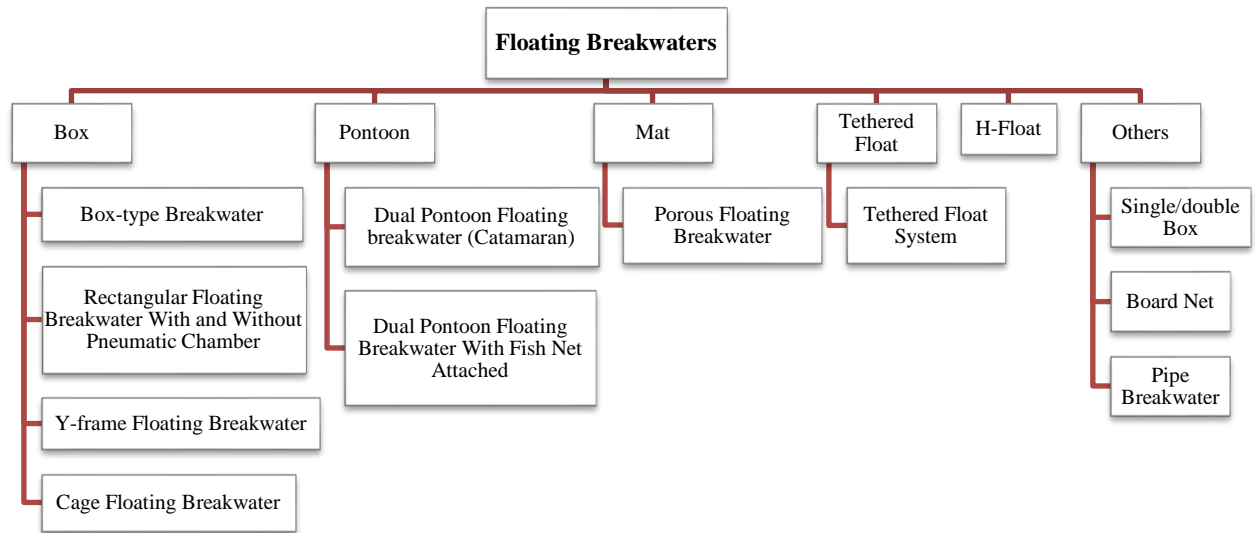 Floating Breakwaters
Box
Pontoon
Mat
Tethered
Float
H-Float
Others
Box-type Breakwater
Rectangular Floating
Breakwater With and Without
Pneumatic Chamber
Y-frame Floating Breakwater
Cage Floating Breakwater
Dual Pontoon Floating
breakwater (Catamaran)
Dual Pontoon Floating
Breakwater With Fish Net
Attached
Porous Floating
Breakwater
Tethered Float
System
Single/double
Box
Board Net
Pipe
Breakwater